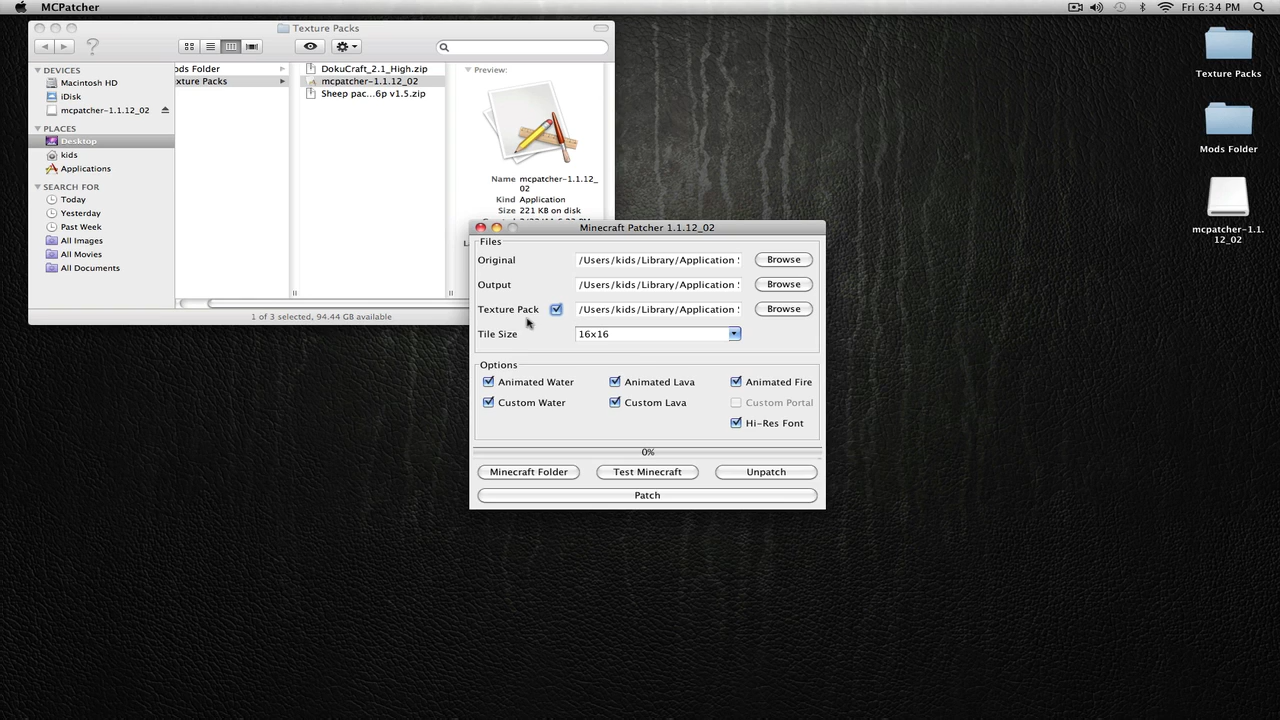 MCPatcher
Fri 6:34 PM
Texture Packs
DEVICES
Macintosh HD
iDisk
mcpatcher-1.1.12_02
PLACES
Desktop
kids
Applications
SEARCH FOR
Today
Yesterday
Past Week
All Images
All Movies
All Documents
ods Folder
xture Packs
DokuCraft_2.1_High.zip
mcpatcher-1.1.12_02
Sheep pac...6p v1.5.zip
Preview:
Name mcpatcher-1.1.12_
02
Kind Application
Size 221 KB on disk
1 of 3 selected, 94.44 GB available
Minecraft Patcher 1.1.12_02
Files
Original /Users/kids/Library/Application Browse
Output /Users/kids/Library/Application Browse
Texture Pack /Users/kids/Library/Application Browse
Tile Size 16x16
Options
Animated Water Animated Lava Animated Fire
Custom Water Custom Lava Custom Portal
Hi-Res Font
0%
Minecraft Folder Test Minecraft Unpatch
Patch
Texture Packs
Mods Folder
mcpatcher-1.1.
12_02